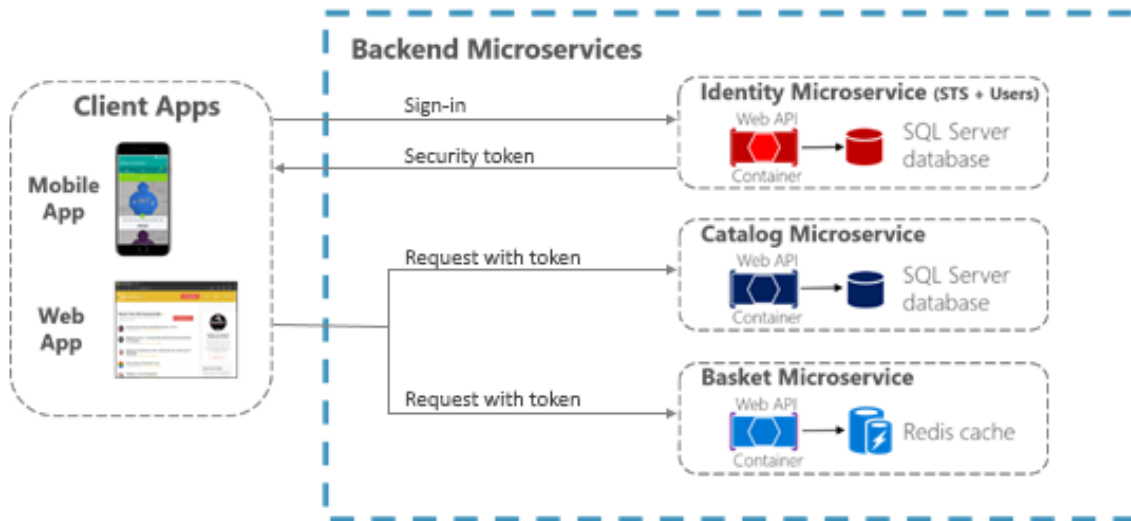 Backend Microservices
Client Apps
Mobile
App
Web
App
Sign-in
Security token
Request with token
Request with token
Identity Microservice (STS + Users)
Web API
Container
SQL Server
database
Catalog Microservice
Web API
Container
SQL Server
database
Basket Microservice
Web API
Container
Redis cache